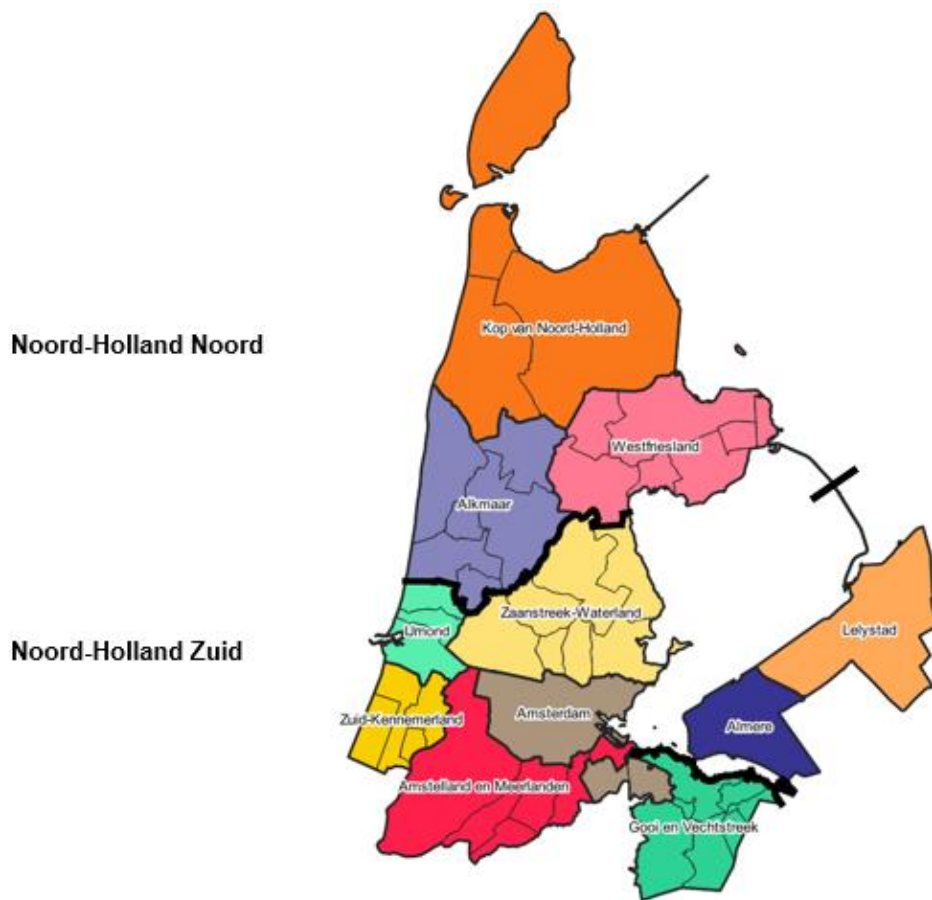 Kop van Noord-Holland
Noord-Holland Noord
Westfriesland
Alkmaar
Zaanstreek-Waterland
IJmond
Lelystad
Noord-Holland Zuid
Zuid-Kennemerland
Amsterdam
Almere
Amstelland en Meerlanden
Gooi en Vechtstreek